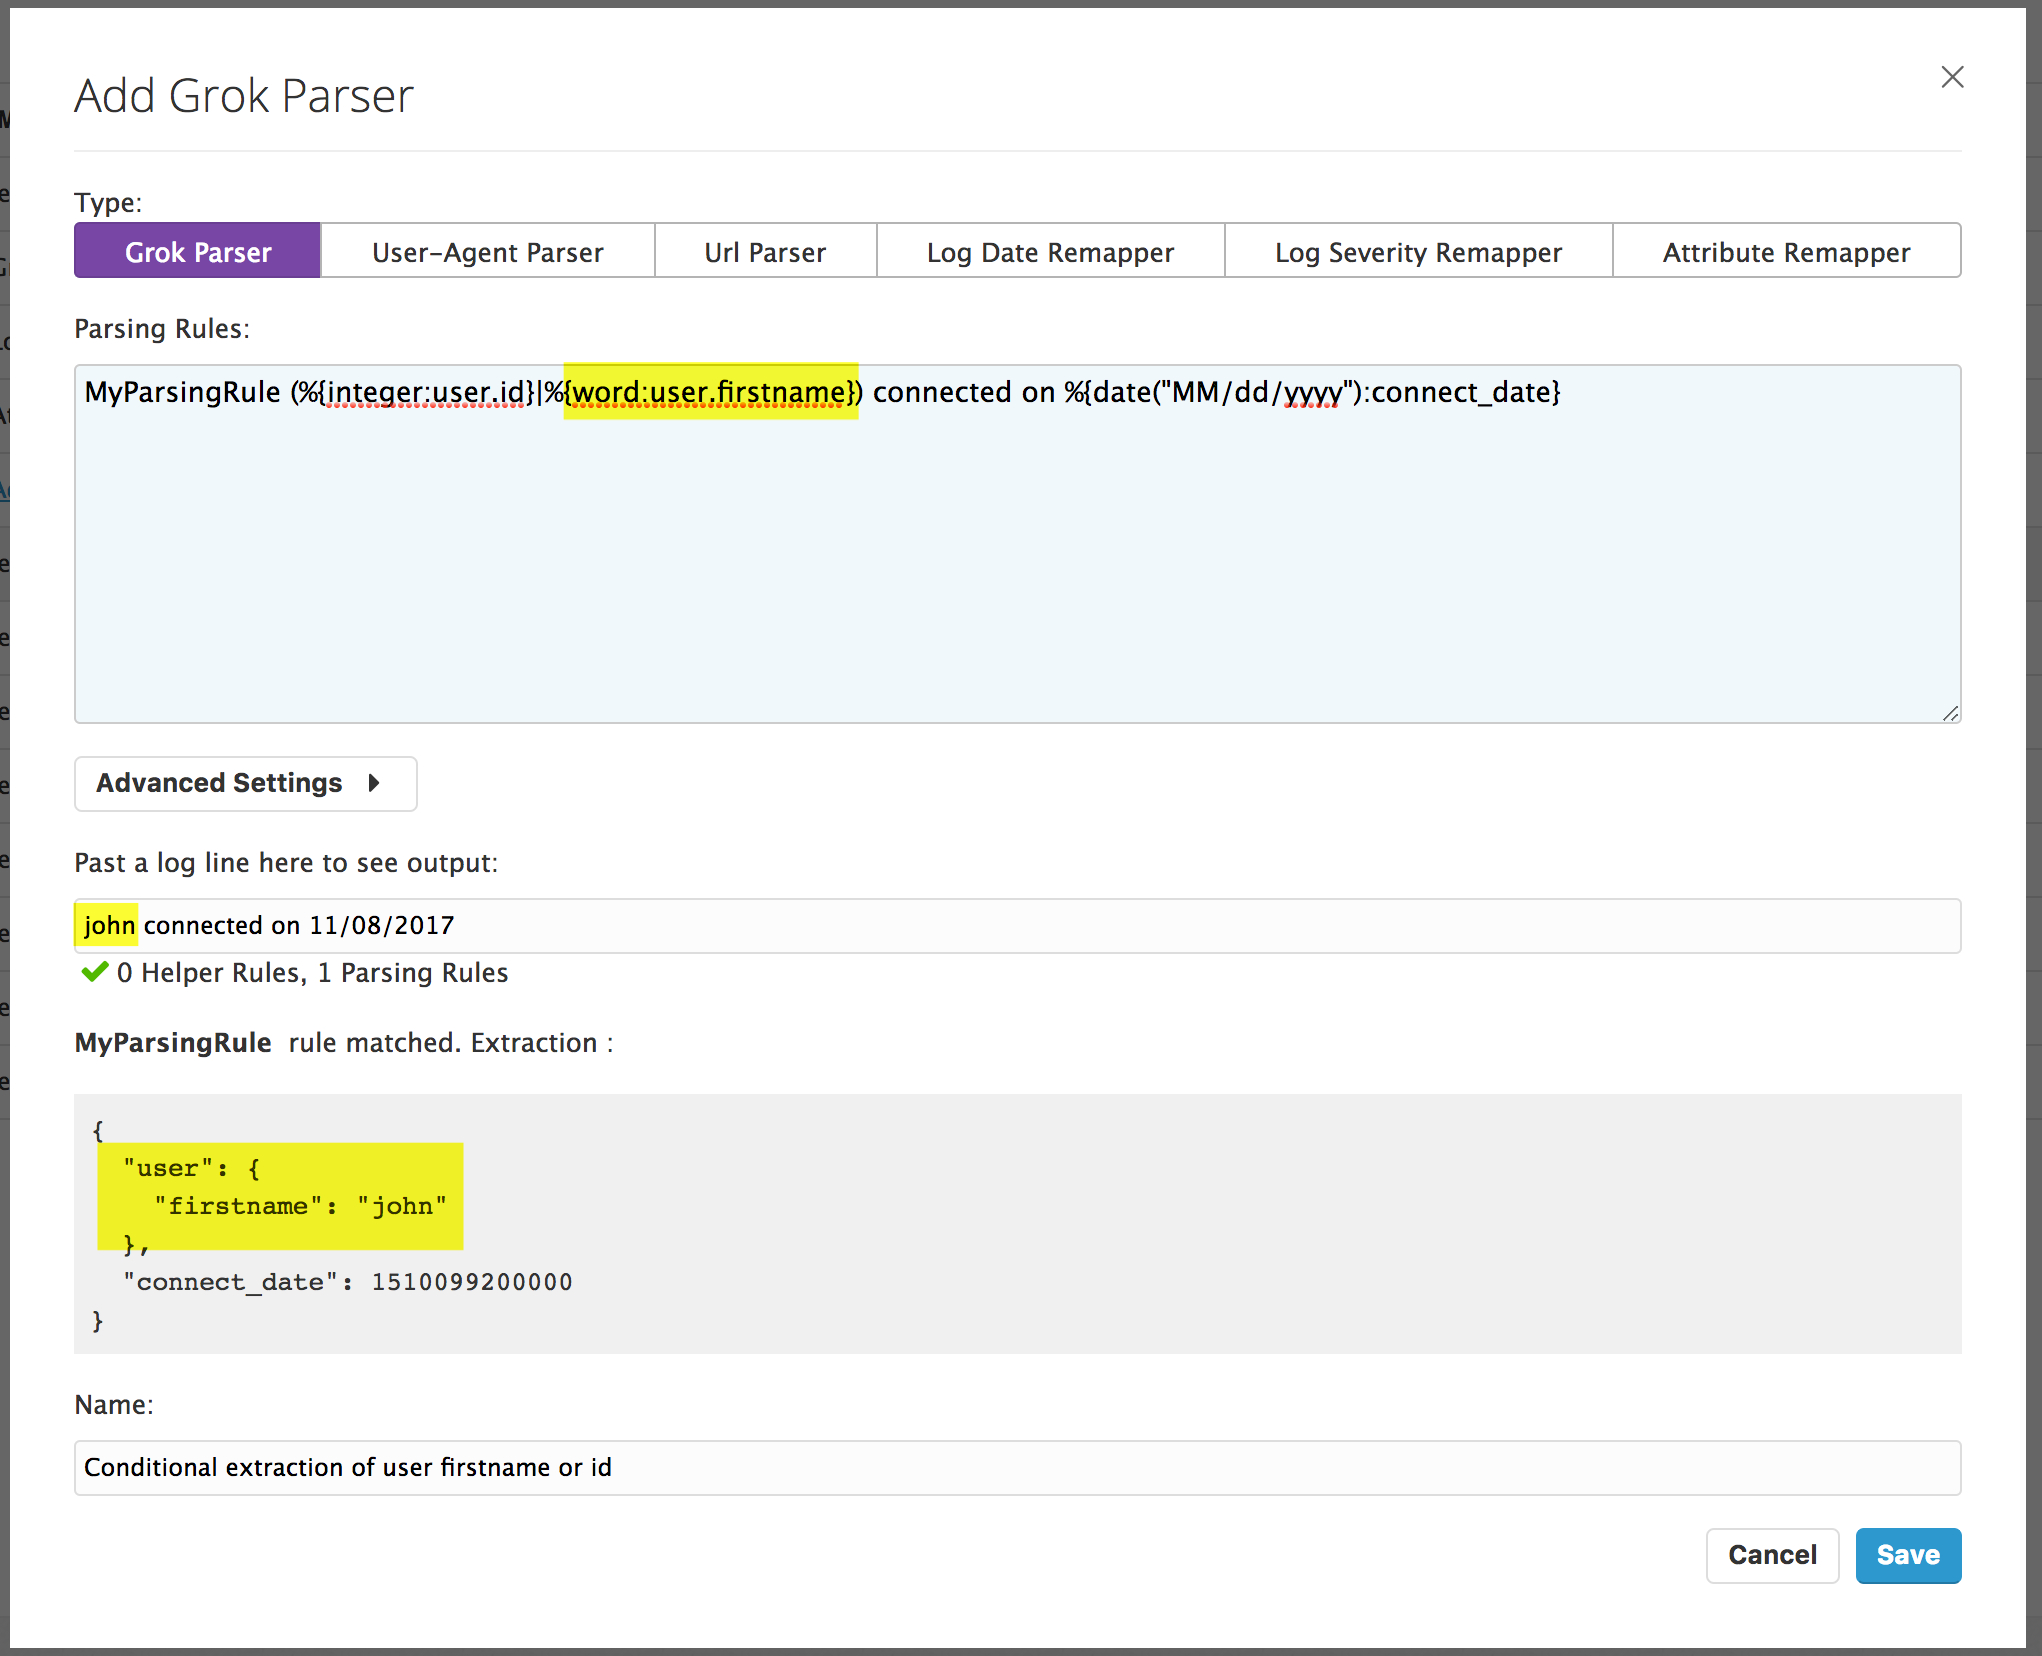 Add Grok Parser
Type:
Grok Parser User-Agent Parser Url Parser Log Date Remapper Log Severity Remapper Attribute Remapper
Parsing Rules:
MyParsingRule (%{integer:user.id}|%{word:user.firstname}) connected on %{date("MM/dd/yyyy"):connect_date}
Advanced Settings
Past a log line here to see output:
john connected on 11/08/2017
0 Helper Rules, 1 Parsing Rules
MyParsingRule rule matched. Extraction :
{
"user": {
"firstname": "john"
},
"connect_date": 1510099200000
}
Name:
Conditional extraction of user firstname or id
Cancel Save